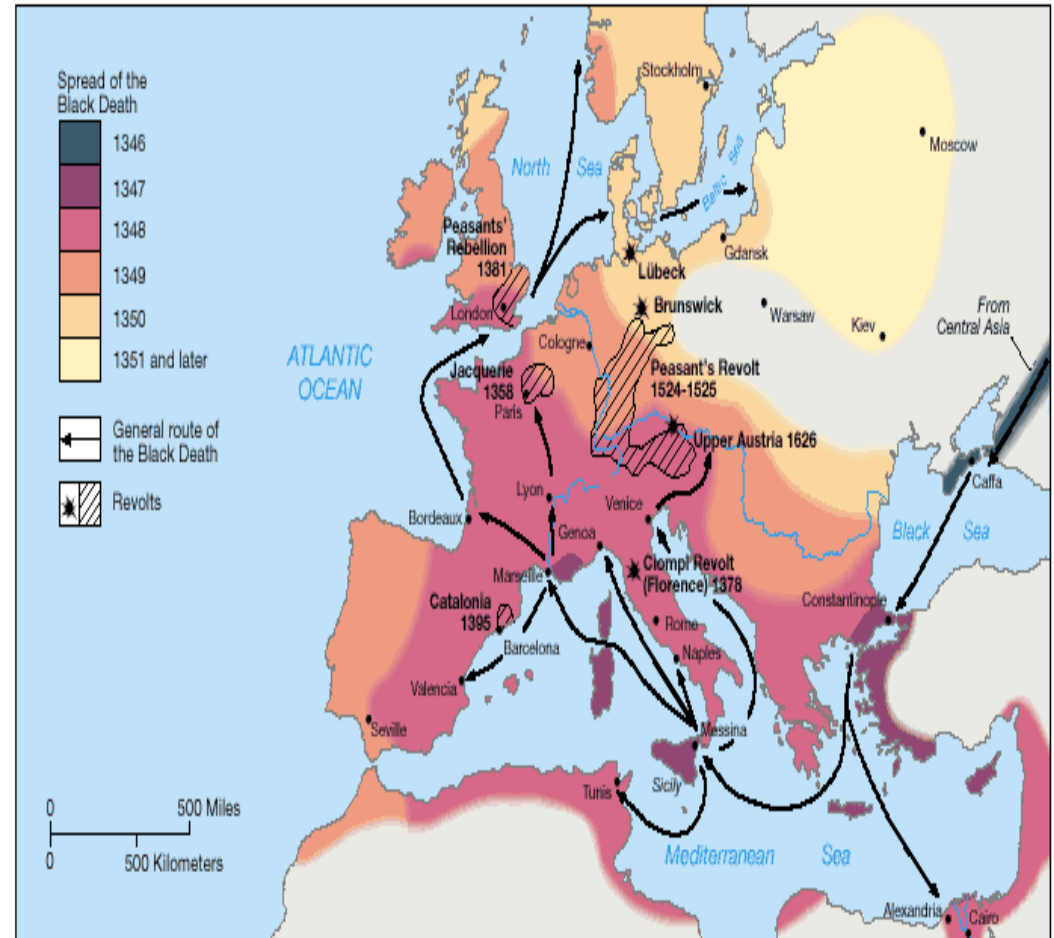 Spread of the
Black Death
1346
1347
1348
1349
1350
1351 and later
General route of
the Black Death
Revolts
0
500 Miles
0
500 Kilometers
ATLANTIC
OCEAN
North Sea
Baltic Sea
Stockholm
Moscow
Peasants'
Rebellion
1381
London
Lübeck
Gdansk
Brunswick
Warsaw
Kiev
From
Central Asia
Cologne
Jacquerie
1358
Paris
Peasant's Revolt
1524-1525
Upper Austria 1626
Caffa
Lyon
Venice
Bordeaux
Genoa
Black Sea
Marseille
Ciompi Revolt
(Florence) 1378
Catalonia
1395
Constantinople
Rome
Barcelona
Naples
Valencia
Seville
Messina
Sicily
Tunis
Mediterranean Sea
Alexandria
Cairo